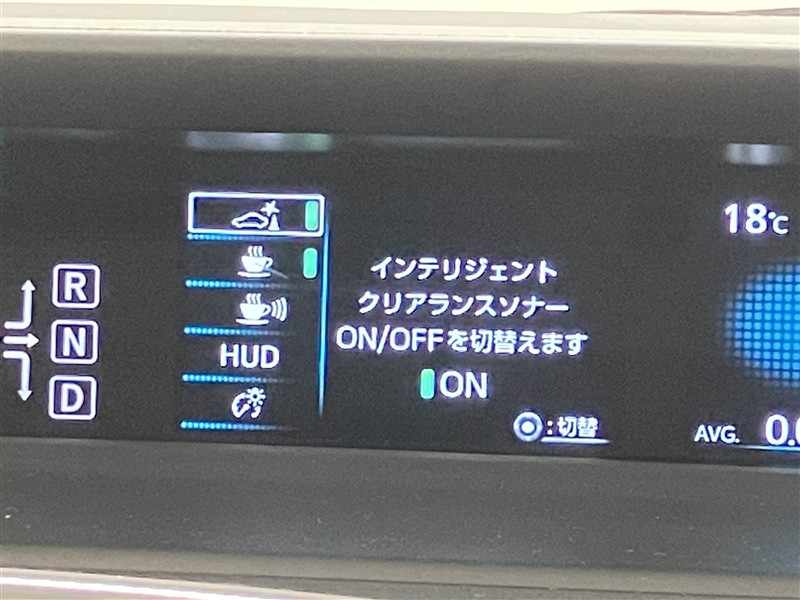 R
N
D
HUD
インテリジェント
クリアランスソナー
ON/OFFを切替えます
ON
:切替
18℃
AVG.